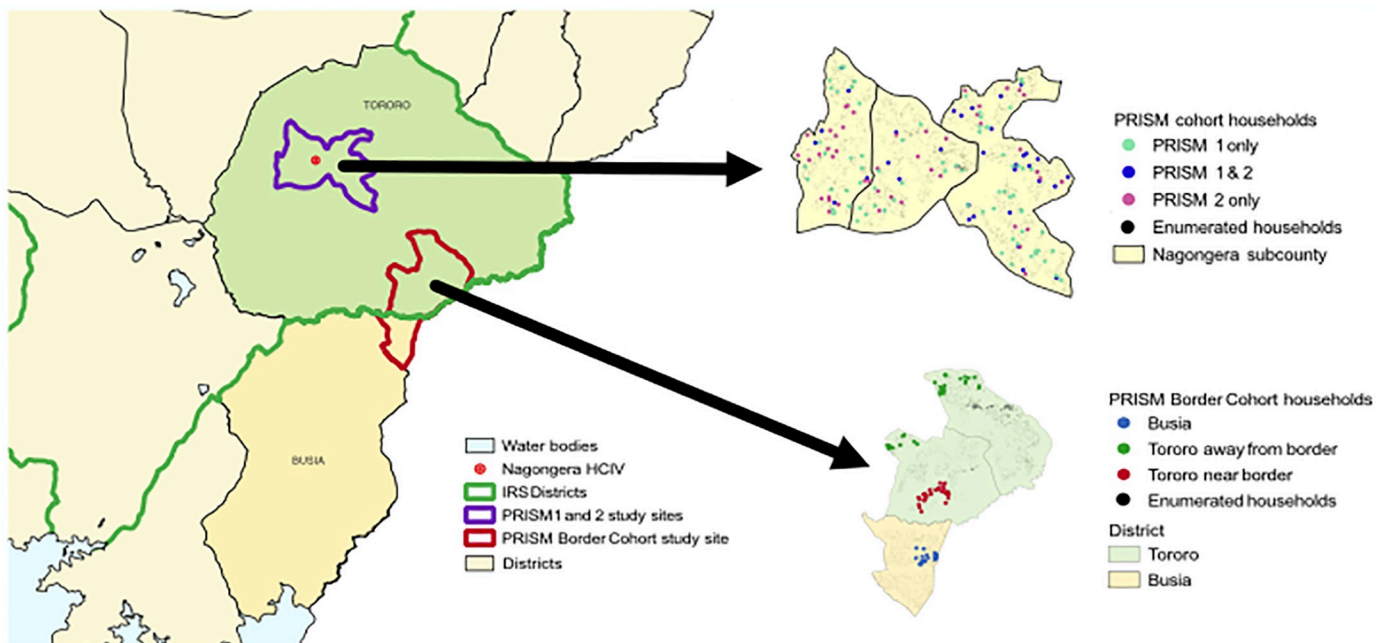 TORORO
BUSIA
Water bodies
Nagongera HCIV
IRS Districts
PRISM1 and 2 study sites
PRISM Border Cohort study site
Districts
PRISM cohort households
PRISM 1 only
PRISM 1 & 2
PRISM 2 only
Enumerated households
Nagongera subcounty
PRISM Border Cohort households
Busia
Tororo away from border
Tororo near border
Enumerated households
District
Tororo
Busia